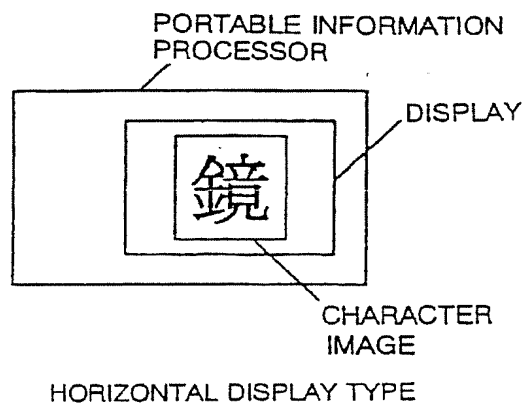 PORTABLE INFORMATION
PROCESSOR
DISPLAY
鏡
CHARACTER
IMAGE
HORIZONTAL DISPLAY TYPE